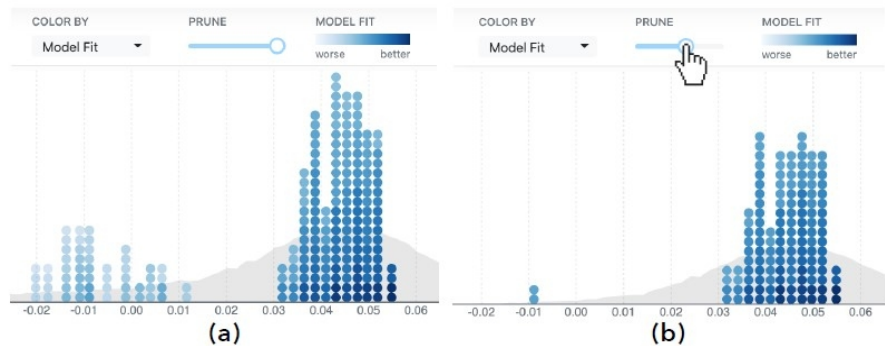 COLOR BY PRUNE MODEL FIT
Model Fit
worse better
-0.02 -0.01 0.00 0.01 0.02 0.03 0.04 0.05 0.06
(a)
COLOR BY PRUNE MODEL FIT
Model Fit
worse better
-0.02 -0.01 0.00 0.01 0.02 0.03 0.04 0.05 0.06
(b)